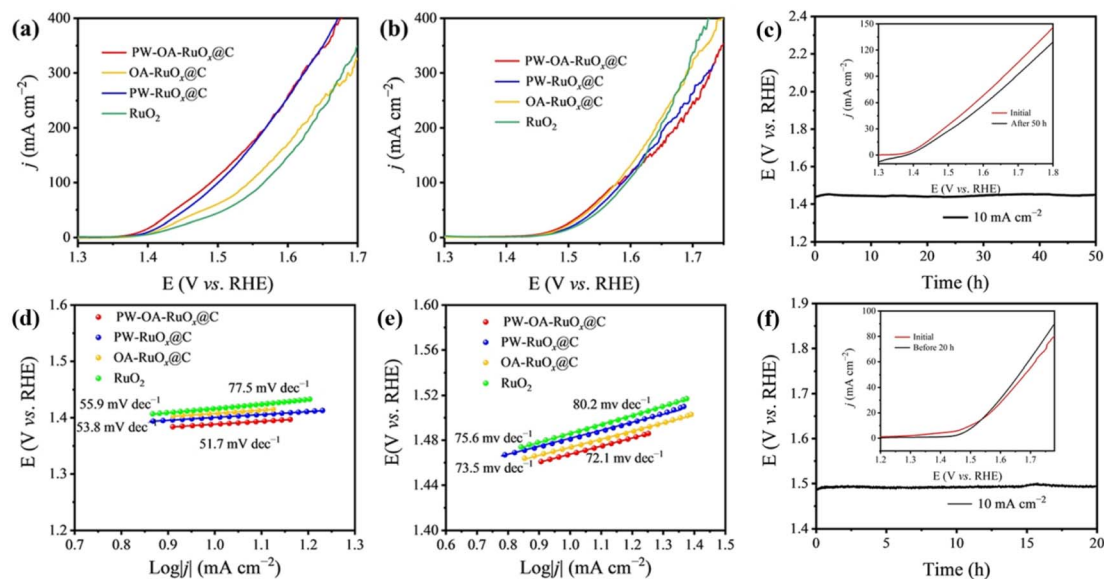 (a)
400
300
200
100
0
j (mA cm⁻²)
PW-OA-RuOₓ@C
OA-RuOₓ@C
PW-RuOₓ@C
RuO₂
1.3 1.4 1.5 1.6 1.7
E (V vs. RHE)
(b)
400
300
200
100
0
j (mA cm⁻²)
PW-OA-RuOₓ@C
PW-RuOₓ@C
OA-RuOₓ@C
RuO₂
1.3 1.4 1.5 1.6 1.7
E (V vs. RHE)
(c)
2.4
2.2
2.0
1.8
1.6
1.4
1.2
E (V vs. RHE)
150
120
90
60
30
0
j (mA cm⁻²)
Initial
After 50 h
1.3 1.4 1.5 1.6 1.7 1.8
E (V vs. RHE)
10 mA cm⁻²
0 10 20 30 40 50
Time (h)
(d)
1.6
1.5
1.4
1.3
1.2
E (V vs. RHE)
PW-OA-RuOₓ@C
PW-RuOₓ@C
OA-RuOₓ@C
RuO₂
77.5 mV dec⁻¹
55.9 mV dec⁻¹
53.8 mV dec⁻¹
51.7 mV dec⁻¹
0.7 0.8 0.9 1.0 1.1 1.2 1.3
Log|j| (mA cm⁻²)
(e)
1.60
1.56
1.52
1.48
1.44
1.40
E(V vs. RHE)
PW-OA-RuOₓ@C
PW-RuOₓ@C
OA-RuOₓ@C
RuO₂
80.2 mv dec⁻¹
75.6 mv dec⁻¹
73.5 mv dec⁻¹
72.1 mv dec⁻¹
0.6 0.7 0.8 0.9 1.0 1.1 1.2 1.3 1.4 1.5
Log|j| (mA cm⁻²)
(f)
1.9
1.8
1.7
1.6
1.5
1.4
E (V vs. RHE)
100
80
60
40
20
0
j (mA cm⁻²)
Initial
Before 20 h
1.2 1.3 1.4 1.5 1.6 1.7
E (V vs. RHE)
10 mA cm⁻²
0 5 10 15 20
Time (h)